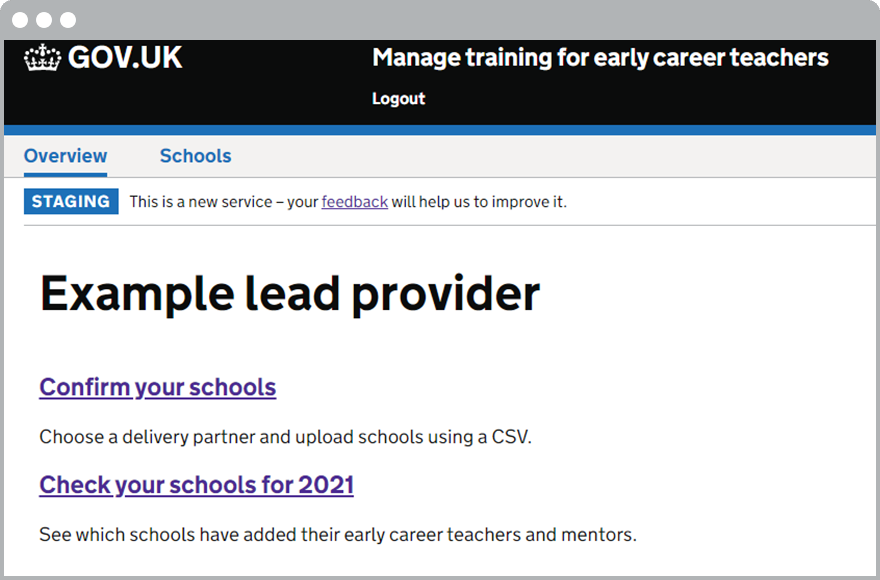 GOV.UK
Manage training for early career teachers
Logout
Overview
Schools
STAGING This is a new service – your feedback will help us to improve it.
Example lead provider
Confirm your schools
Choose a delivery partner and upload schools using a CSV.
Check your schools for 2021
See which schools have added their early career teachers and mentors.